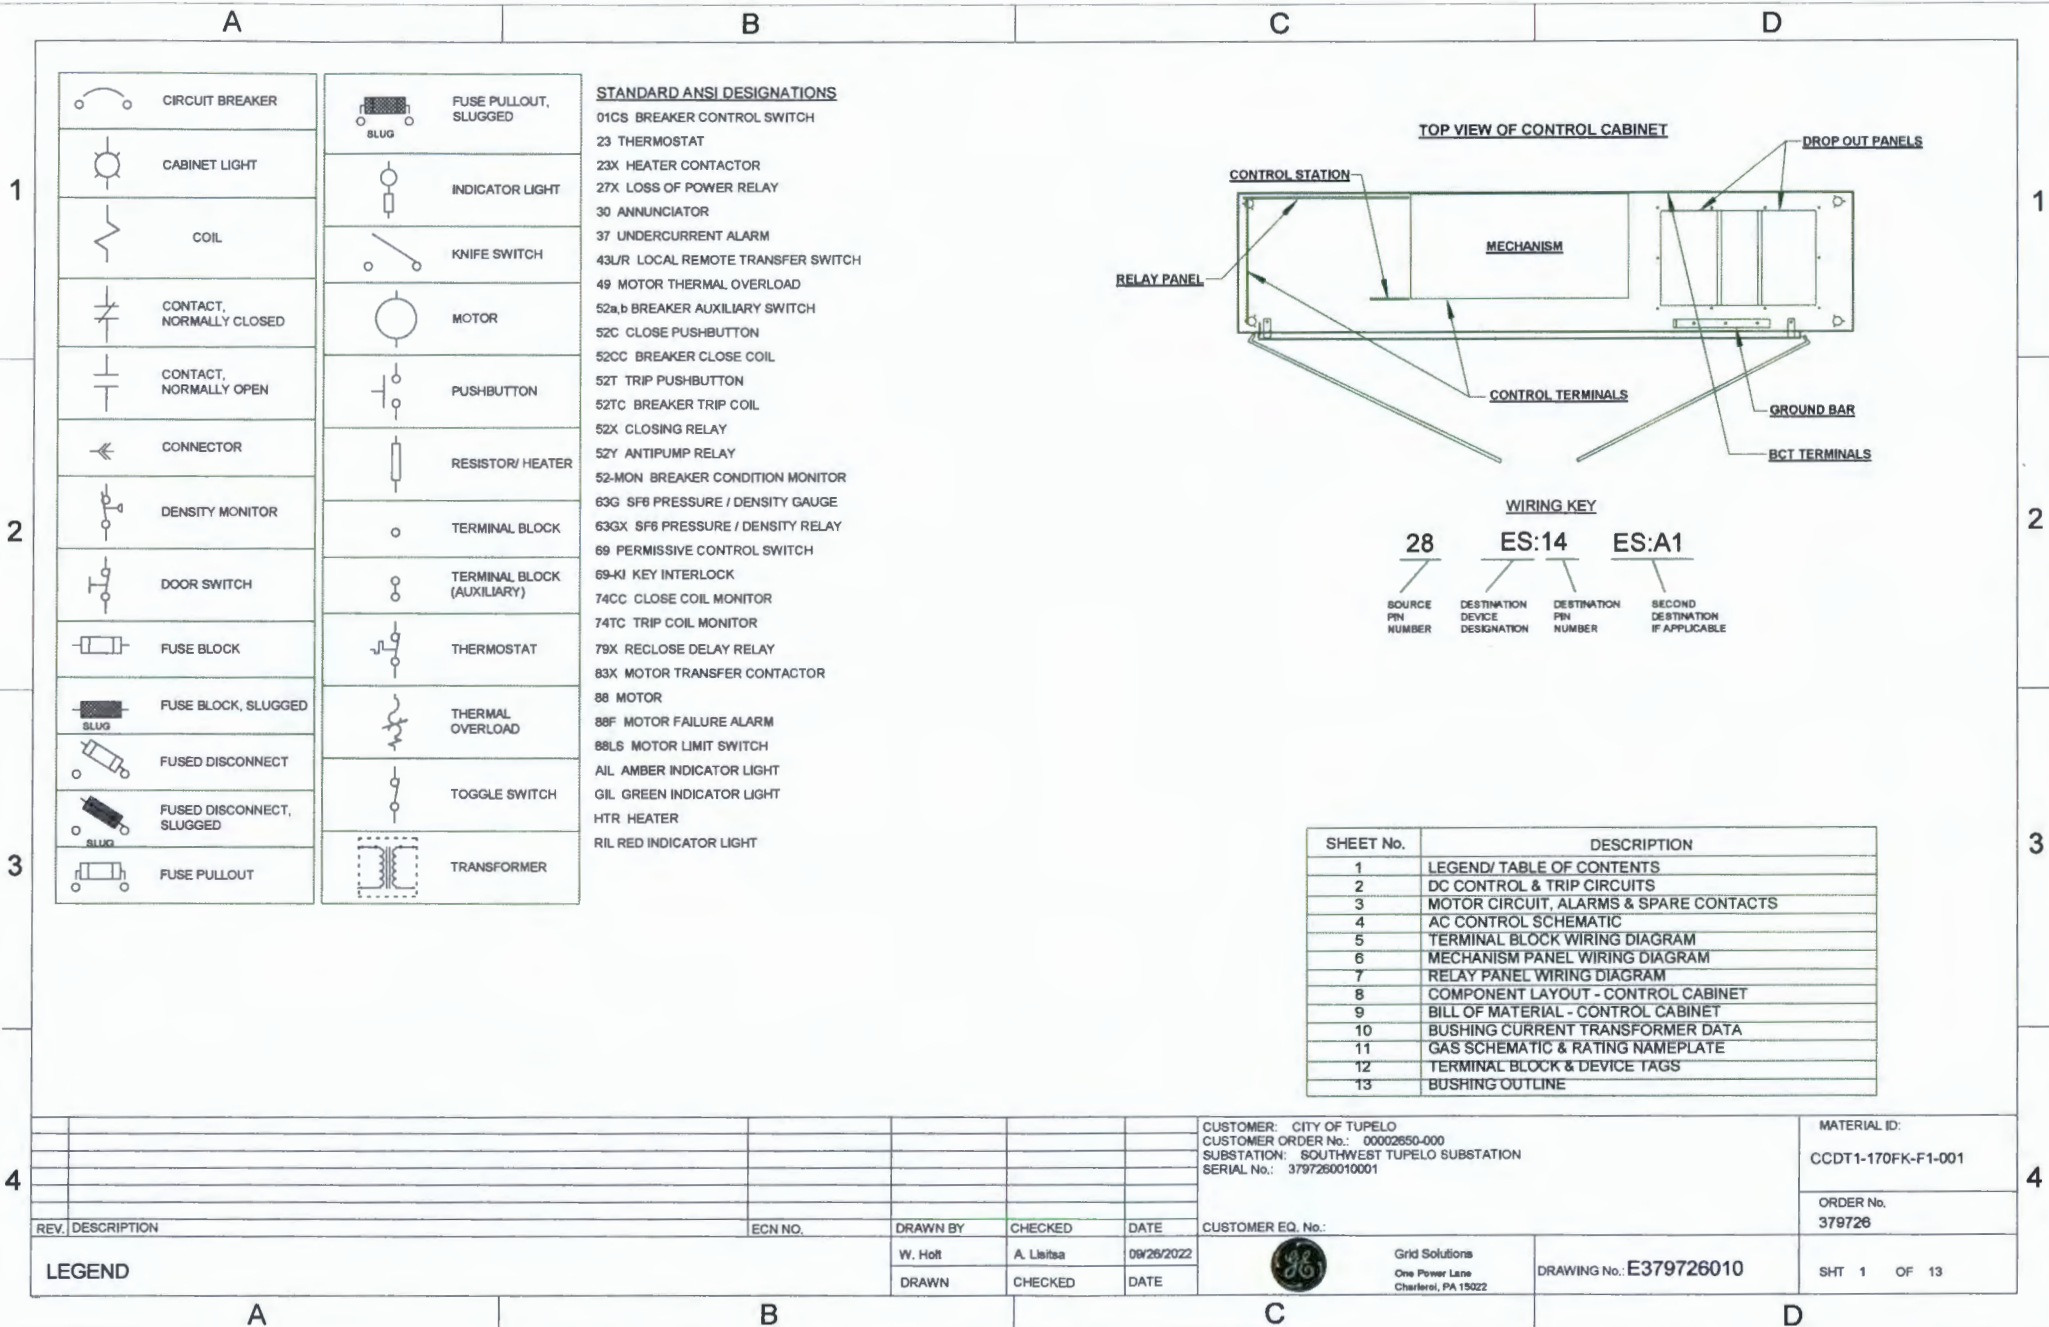 A B C D
CIRCUIT BREAKER
CABINET LIGHT
COIL
CONTACT,
NORMALLY CLOSED
CONTACT,
NORMALLY OPEN
CONNECTOR
DENSITY MONITOR
DOOR SWITCH
FUSE BLOCK
FUSE BLOCK, SLUGGED
SLUG
FUSED DISCONNECT
FUSED DISCONNECT,
SLUGGED
SLUG
FUSE PULLOUT
FUSE PULLOUT,
SLUGGED
SLUG
INDICATOR LIGHT
KNIFE SWITCH
MOTOR
PUSHBUTTON
RESISTOR/ HEATER
TERMINAL BLOCK
TERMINAL BLOCK
(AUXILIARY)
THERMOSTAT
THERMAL
OVERLOAD
TOGGLE SWITCH
TRANSFORMER
STANDARD ANSI DESIGNATIONS
01CS BREAKER CONTROL SWITCH
23 THERMOSTAT
23X HEATER CONTACTOR
27X LOSS OF POWER RELAY
30 ANNUNCIATOR
37 UNDERCURRENT ALARM
43L/R LOCAL REMOTE TRANSFER SWITCH
49 MOTOR THERMAL OVERLOAD
52a,b BREAKER AUXILIARY SWITCH
52C CLOSE PUSHBUTTON
52CC BREAKER CLOSE COIL
52T TRIP PUSHBUTTON
52TC BREAKER TRIP COIL
52X CLOSING RELAY
52Y ANTIPUMP RELAY
52-MON BREAKER CONDITION MONITOR
63G SF6 PRESSURE / DENSITY GAUGE
63GX SF6 PRESSURE / DENSITY RELAY
69 PERMISSIVE CONTROL SWITCH
69-KI KEY INTERLOCK
74CC CLOSE COIL MONITOR
74TC TRIP COIL MONITOR
79X RECLOSE DELAY RELAY
83X MOTOR TRANSFER CONTACTOR
88 MOTOR
88F MOTOR FAILURE ALARM
88LS MOTOR LIMIT SWITCH
AIL AMBER INDICATOR LIGHT
GIL GREEN INDICATOR LIGHT
HTR HEATER
RIL RED INDICATOR LIGHT
TOP VIEW OF CONTROL CABINET
DROP OUT PANELS
CONTROL STATION
MECHANISM
RELAY PANEL
CONTROL TERMINALS
GROUND BAR
BCT TERMINALS
WIRING KEY
28 ES:14 ES:A1
SOURCE
PIN
NUMBER
DESTINATION
DEVICE
DESIGNATION
DESTINATION
PIN
NUMBER
SECOND
DESTINATION
IF APPLICABLE
SHEET No. DESCRIPTION
1 LEGEND/ TABLE OF CONTENTS
2 DC CONTROL & TRIP CIRCUITS
3 MOTOR CIRCUIT, ALARMS & SPARE CONTACTS
4 AC CONTROL SCHEMATIC
5 TERMINAL BLOCK WIRING DIAGRAM
6 MECHANISM PANEL WIRING DIAGRAM
7 RELAY PANEL WIRING DIAGRAM
8 COMPONENT LAYOUT - CONTROL CABINET
9 BILL OF MATERIAL - CONTROL CABINET
10 BUSHING CURRENT TRANSFORMER DATA
11 GAS SCHEMATIC & RATING NAMEPLATE
12 TERMINAL BLOCK & DEVICE TAGS
13 BUSHING OUTLINE
1 1
2 2
3 3
4 4
CUSTOMER: CITY OF TUPELO
CUSTOMER ORDER No.: 00002650-000
SUBSTATION: SOUTHWEST TUPELO SUBSTATION
SERIAL No.: 3797260010001
CUSTOMER EQ. No.:
MATERIAL ID:
CCDT1-170FK-F1-001
ORDER No.
379726
REV. DESCRIPTION ECN NO. DRAWN BY CHECKED DATE
LEGEND
W. Holt A. Lisitsa 09/26/2022
DRAWN CHECKED DATE
GE
Grid Solutions
One Power Lane
Charleroi, PA 15022
DRAWING No.: E379726010
SHT 1 OF 13
A B C D